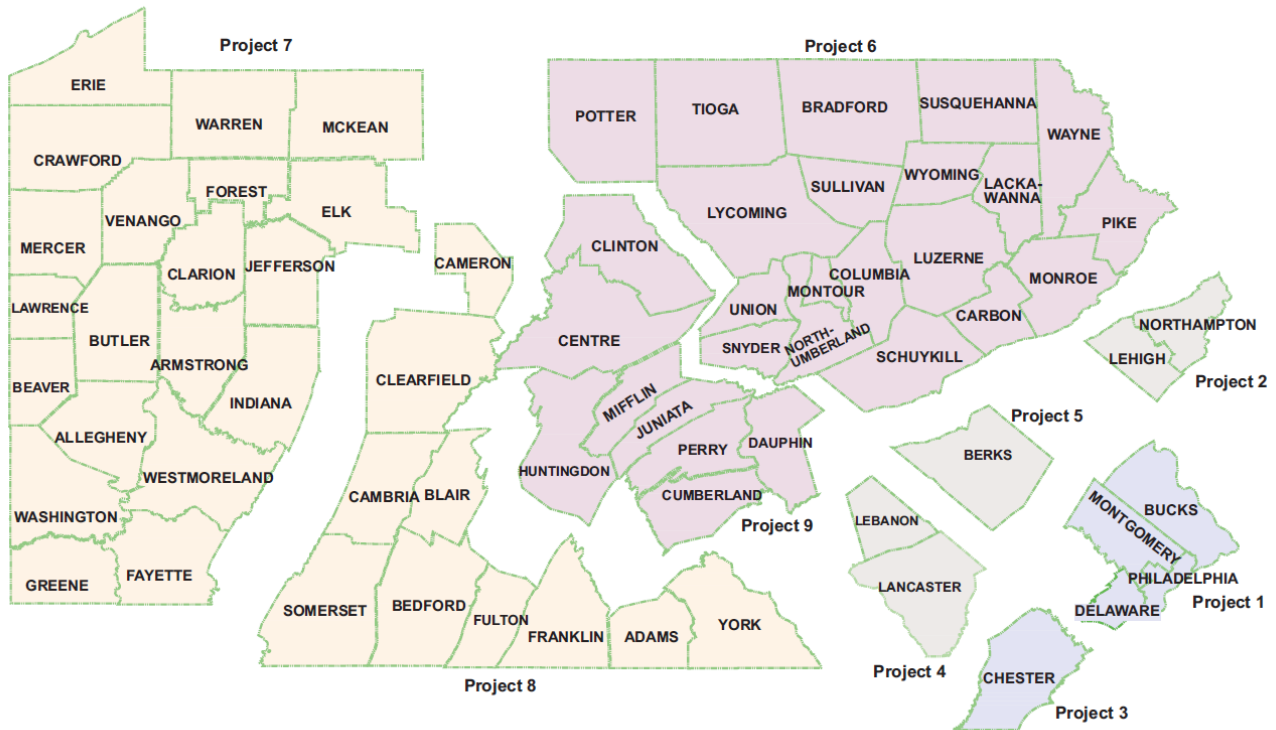 Project 7
ERIE
WARREN
MCKEAN
CRAWFORD
FOREST
VENANGO
ELK
MERCER
CLARION
JEFFERSON
LAWRENCE
BUTLER
ARMSTRONG
BEAVER
INDIANA
ALLEGHENY
WESTMORELAND
WASHINGTON
FAYETTE
GREENE
CAMERON
CLEARFIELD
CAMBRIA
BLAIR
SOMERSET
BEDFORD
FULTON
FRANKLIN
ADAMS
YORK
Project 8
Project 6
POTTER
TIOGA
BRADFORD
SUSQUEHANNA
WAYNE
SULLIVAN
WYOMING
LACKA-
WANNA
LYCOMING
PIKE
LUZERNE
COLUMBIA
MONTOUR
MONROE
UNION
CARBON
SNYDER
NORTH-
UMBERLAND
SCHUYKILL
CLINTON
CENTRE
MIFFLIN
JUNIATA
PERRY
DAUPHIN
HUNTINGDON
CUMBERLAND
Project 9
NORTHAMPTON
LEHIGH
Project 2
Project 5
BERKS
LEBANON
LANCASTER
Project 4
BUCKS
MONTGOMERY
PHILADELPHIA
DELAWARE
Project 1
CHESTER
Project 3